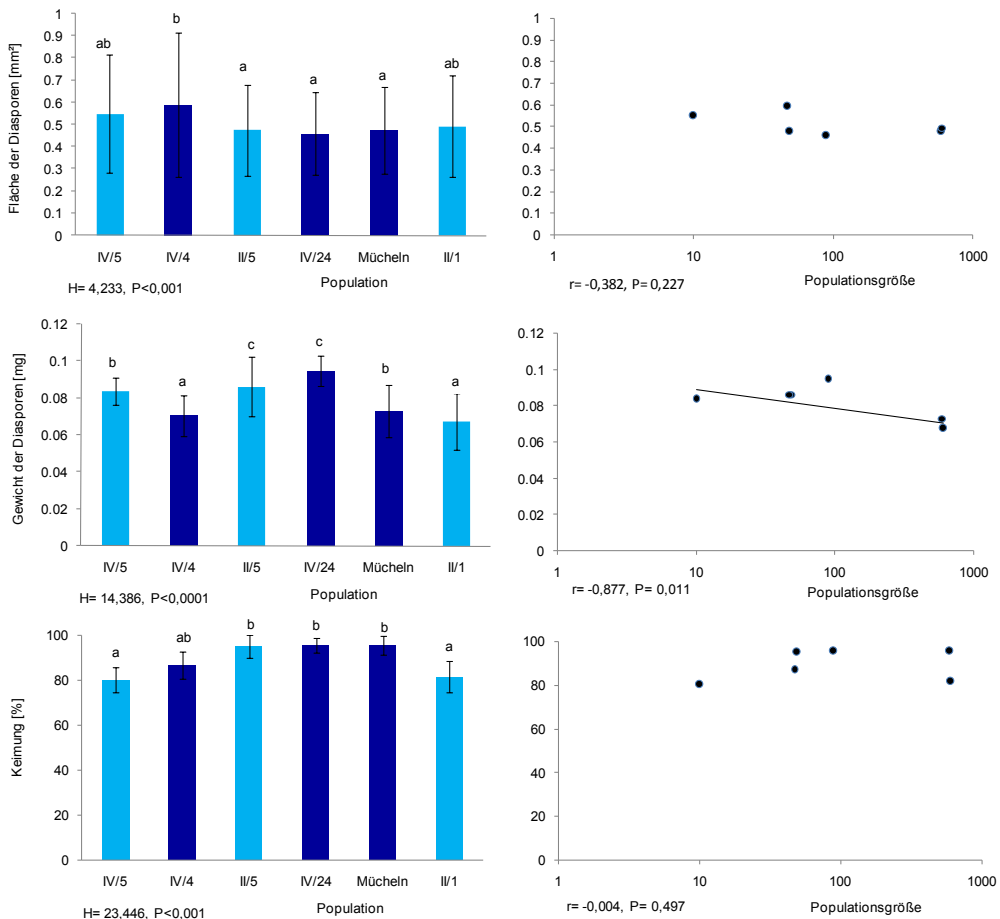 Fläche der Diasporen [mm²]
1
0.9
0.8
0.7
0.6
0.5
0.4
0.3
0.2
0.1
0
ab
b
a
a
a
ab
IV/5 IV/4 II/5 IV/24 Mücheln II/1
Population
H= 4,233, P<0,001
1
0.9
0.8
0.7
0.6
0.5
0.4
0.3
0.2
0.1
0
1 10 100 1000
Populationsgröße
r= -0,382, P= 0,227
Gewicht der Diasporen [mg]
0.12
0.1
0.08
0.06
0.04
0.02
0
b
a
c
c
b
a
IV/5 IV/4 II/5 IV/24 Mücheln II/1
Population
H= 14,386, P<0,0001
0.12
0.1
0.08
0.06
0.04
0.02
0
1 10 100 1000
Populationsgröße
r= -0,877, P= 0,011
Keimung [%]
100
80
60
40
20
0
a
ab
b
b
b
a
IV/5 IV/4 II/5 IV/24 Mücheln II/1
Population
H= 23,446, P<0,001
100
80
60
40
20
0
1 10 100 1000
Populationsgröße
r= -0,004, P= 0,497